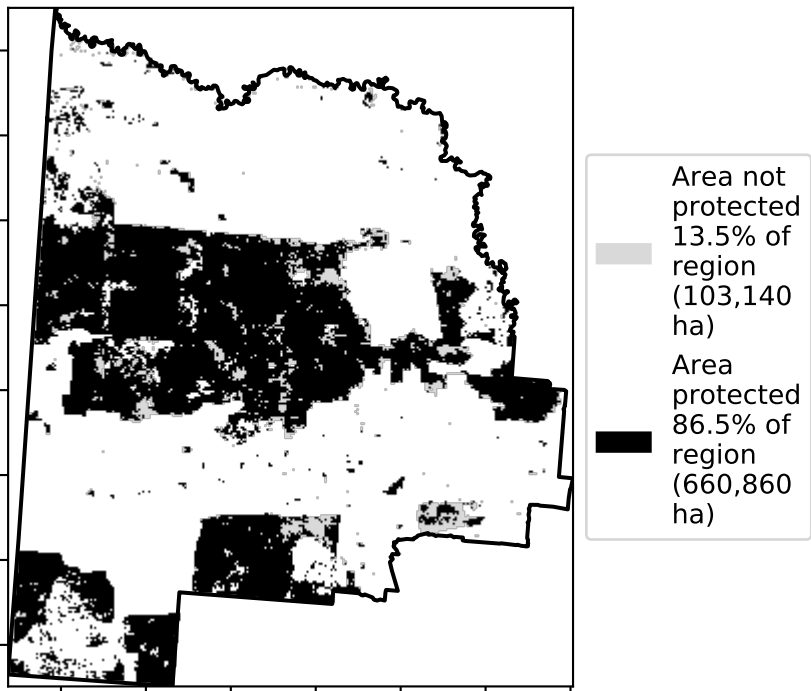 Area not
protected
13.5% of
region
(103,140
ha)
Area
protected
86.5% of
region
(660,860
ha)